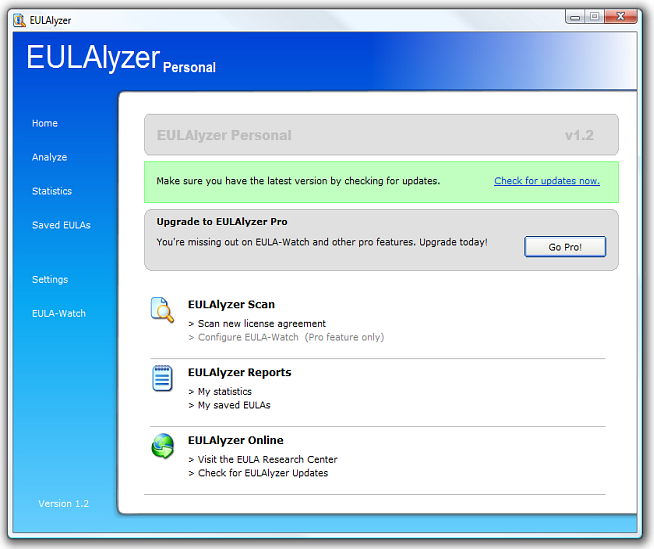 EULAlyzer
EULAlyzer Personal
Home
Analyze
Statistics
Saved EULAs
Settings
EULA-Watch
Version 1.2
EULAlyzer Personal v1.2
Make sure you have the latest version by checking for updates. Check for updates now.
Upgrade to EULAlyzer Pro
You're missing out on EULA-Watch and other pro features. Upgrade today! Go Pro!
EULAlyzer Scan
> Scan new license agreement
> Configure EULA-Watch (Pro feature only)
EULAlyzer Reports
> My statistics
> My saved EULAs
EULAlyzer Online
> Visit the EULA Research Center
> Check for EULAlyzer Updates